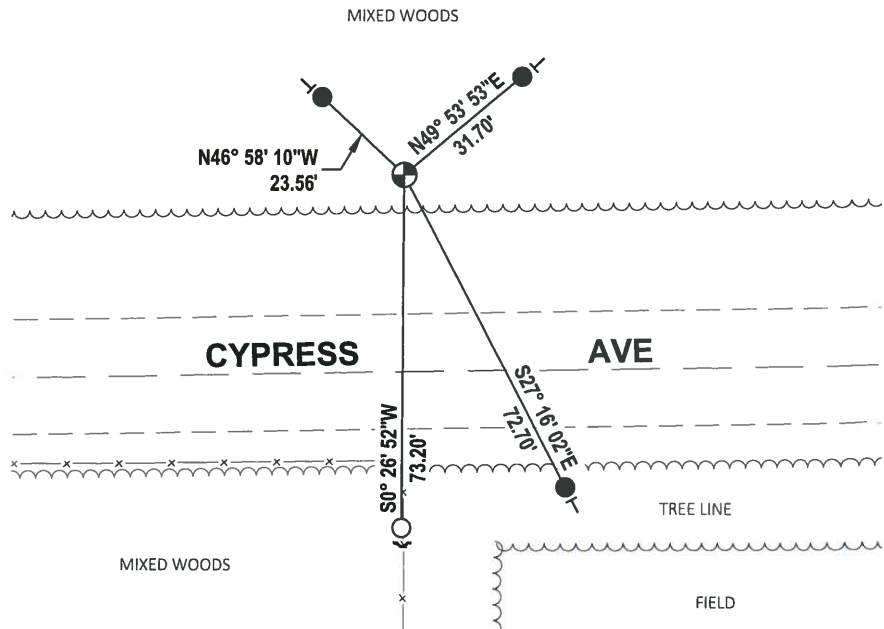 MIXED WOODS
N49° 53' 53"E
31.70'
N46° 58' 10"W
23.56'
CYPRESS AVE
S27° 16' 02"E
72.70'
S0° 26' 52"W
73.20'
TREE LINE
MIXED WOODS
FIELD